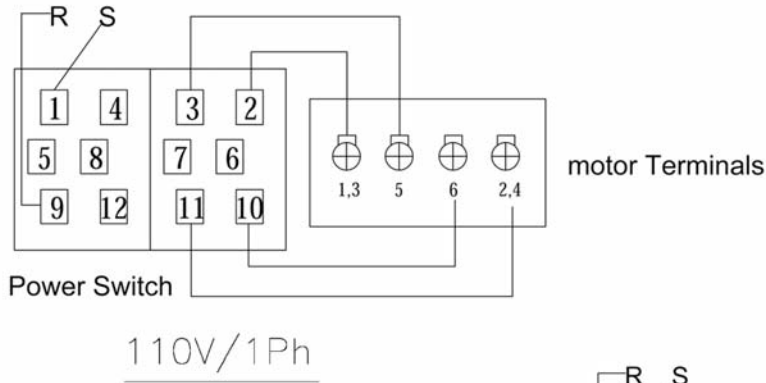 R S
1 4 3 2
5 8 7 6
9 12 11 10
1,3 5 6 2,4
motor Terminals
Power Switch
110V/1Ph
R S